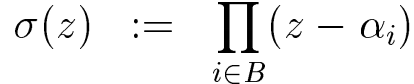 σ(z) := ∏_{i∈B}(z − α_i)